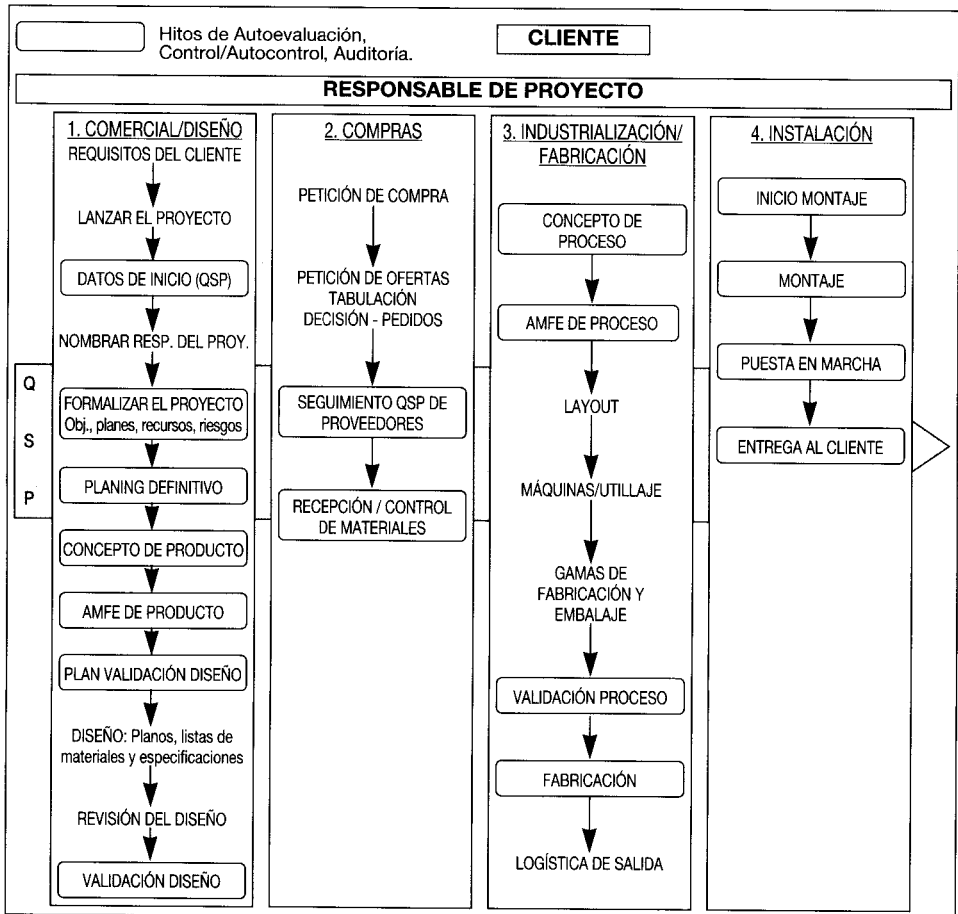 Hitos de Autoevaluación,
Control/Autocontrol, Auditoría.
CLIENTE
RESPONSABLE DE PROYECTO
1. COMERCIAL/DISEÑO
REQUISITOS DEL CLIENTE
LANZAR EL PROYECTO
DATOS DE INICIO (QSP)
NOMBRAR RESP. DEL PROY.
Q
S
P
FORMALIZAR EL PROYECTO
Obj., planes, recursos, riesgos
PLANING DEFINITIVO
CONCEPTO DE PRODUCTO
AMFE DE PRODUCTO
PLAN VALIDACIÓN DISEÑO
DISEÑO: Planos, listas de
materiales y especificaciones
REVISIÓN DEL DISEÑO
VALIDACIÓN DISEÑO
2. COMPRAS
PETICIÓN DE COMPRA
PETICIÓN DE OFERTAS
TABULACIÓN
DECISIÓN - PEDIDOS
SEGUIMIENTO QSP DE
PROVEEDORES
RECEPCIÓN / CONTROL
DE MATERIALES
3. INDUSTRIALIZACIÓN/
FABRICACIÓN
CONCEPTO DE
PROCESO
AMFE DE PROCESO
LAYOUT
MÁQUINAS/UTILLAJE
GAMAS DE
FABRICACIÓN Y
EMBALAJE
VALIDACIÓN PROCESO
FABRICACIÓN
LOGÍSTICA DE SALIDA
4. INSTALACIÓN
INICIO MONTAJE
MONTAJE
PUESTA EN MARCHA
ENTREGA AL CLIENTE